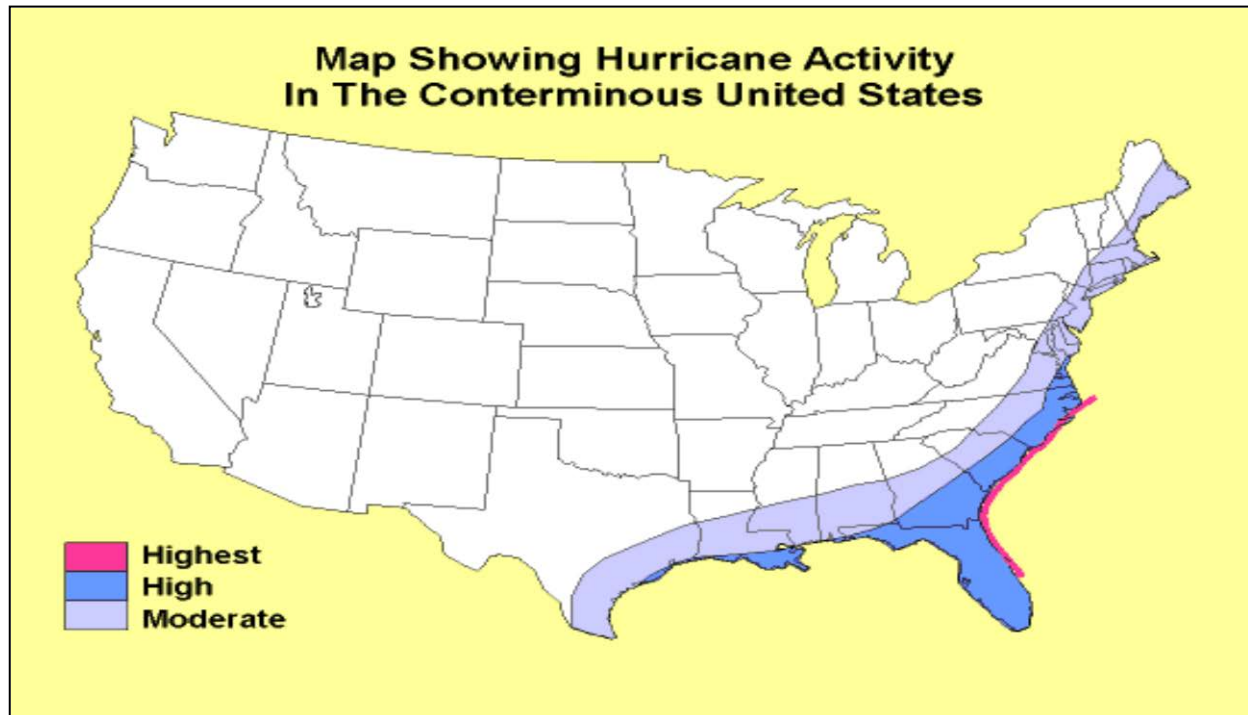 Map Showing Hurricane Activity
In The Conterminous United States
Highest
High
Moderate